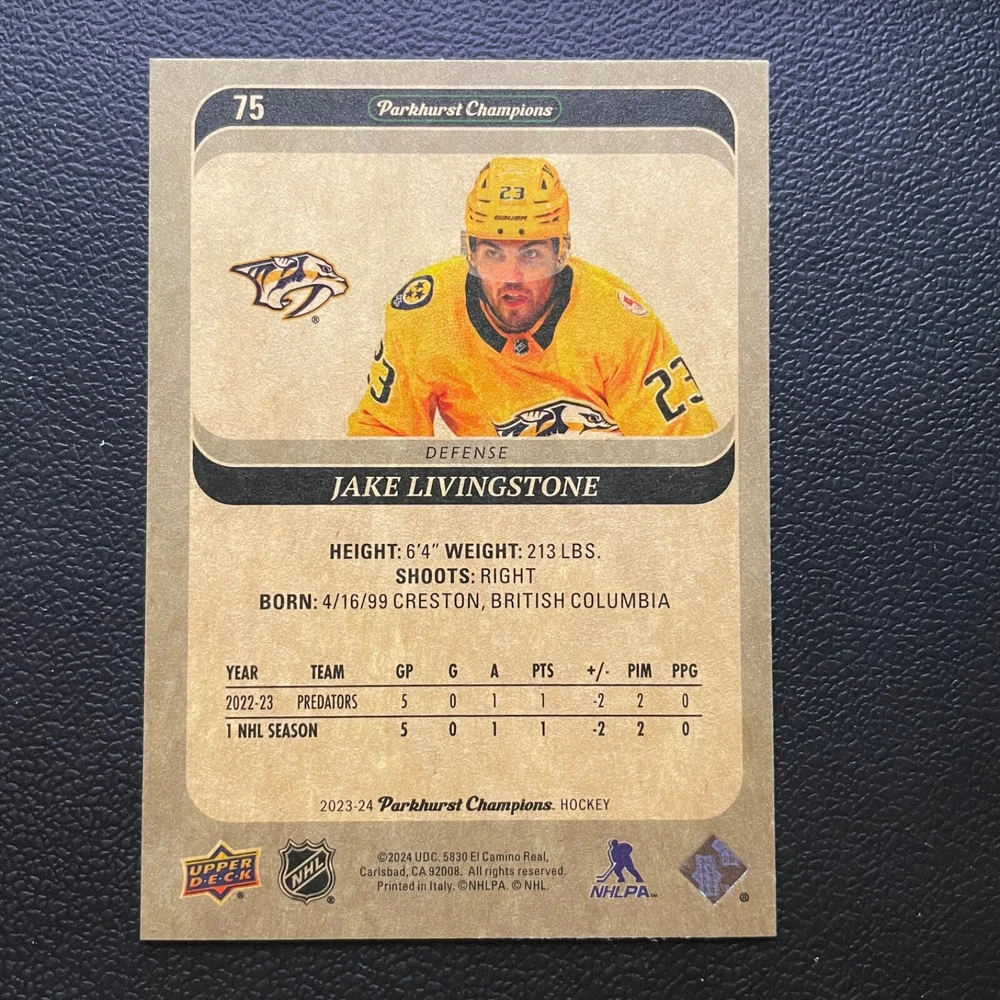 75 Parkhurst Champions
23
BAUER
®
23 23
DEFENSE
JAKE LIVINGSTONE
HEIGHT: 6'4" WEIGHT: 213 LBS.
SHOOTS: RIGHT
BORN: 4/16/99 CRESTON, BRITISH COLUMBIA
YEAR TEAM GP G A PTS +/- PIM PPG
2022-23 PREDATORS 5 0 1 1 -2 2 0
1 NHL SEASON 5 0 1 1 -2 2 0
2023-24 Parkhurst Champions. HOCKEY
UPPER
D·E·C·K ®
NHL ®
©2024 UDC. 5830 El Camino Real,
Carlsbad, CA 92008. All rights reserved.
Printed in Italy. ©NHLPA. © NHL.
NHLPA™
®